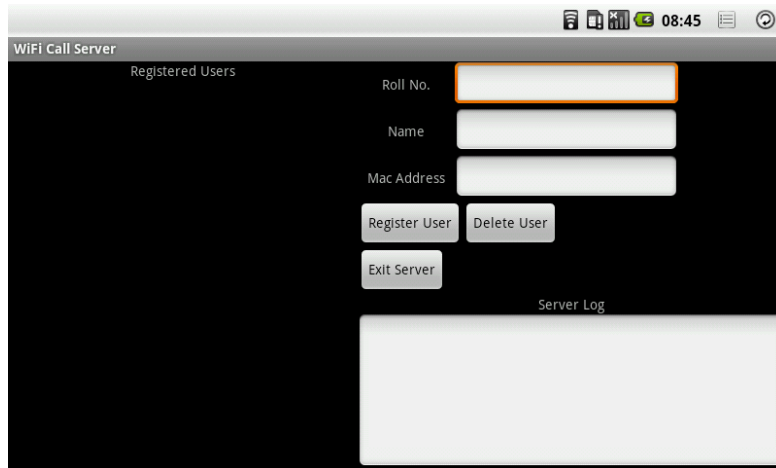 08:45
WiFi Call Server
Registered Users
Roll No.
Name
Mac Address
Register User
Delete User
Exit Server
Server Log